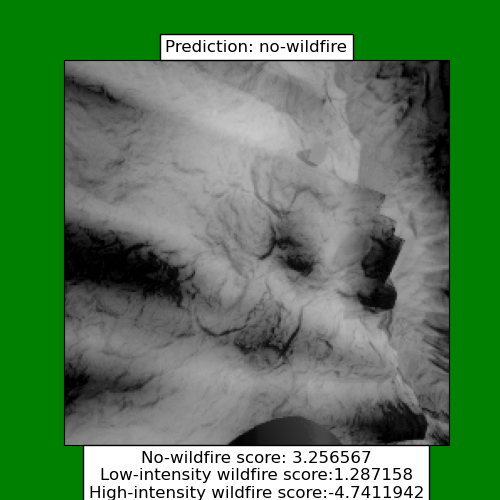 Prediction: no-wildfire
No-wildfire score: 3.256567
Low-intensity wildfire score:1.287158
High-intensity wildfire score:-4.7411942